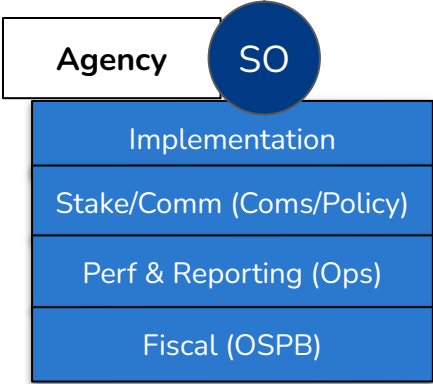 Agency
SO
Implementation
Stake/Comm (Coms/Policy)
Perf & Reporting (Ops)
Fiscal (OSPB)